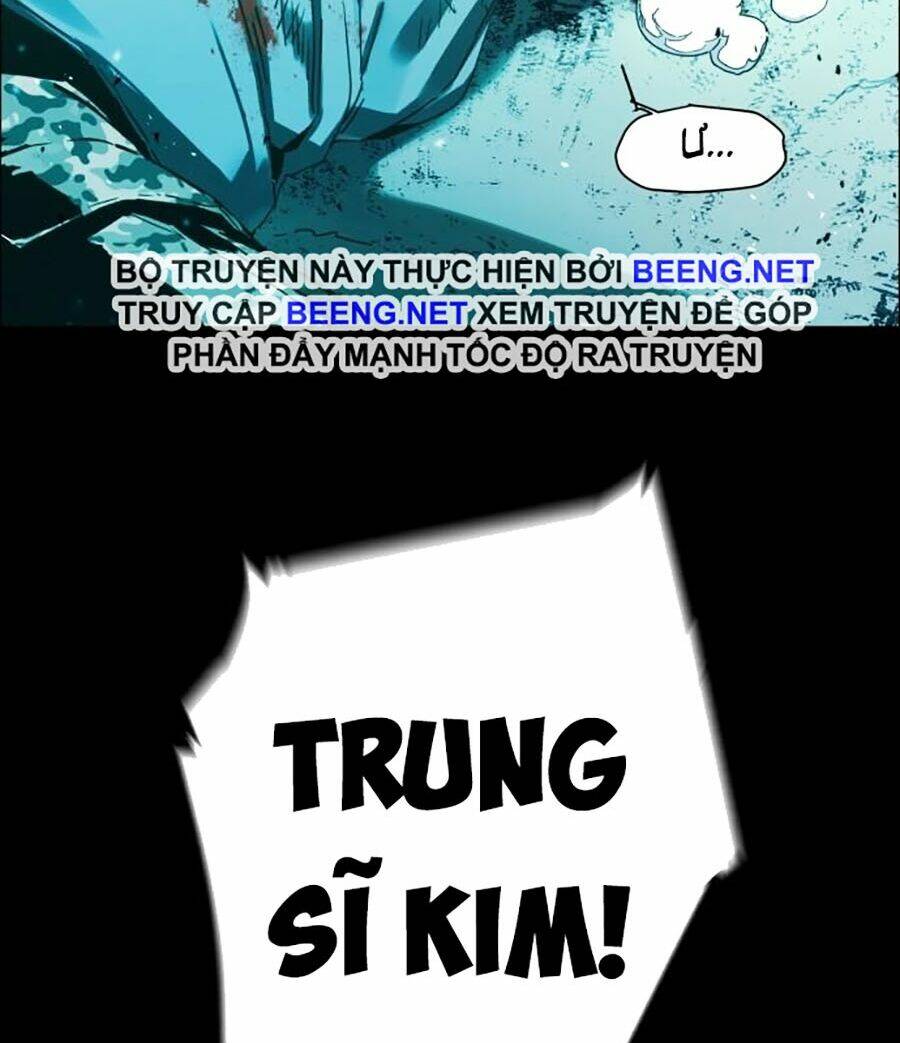 Ư...
BỘ TRUYỆN NÀY THỰC HIỆN BỞI BEENG.NET
TRUY CẬP BEENG.NET XEM TRUYỆN ĐỂ GÓP
PHẦN ĐẨY MẠNH TỐC ĐỘ RA TRUYỆN
TRUNG
SĨ KIM!